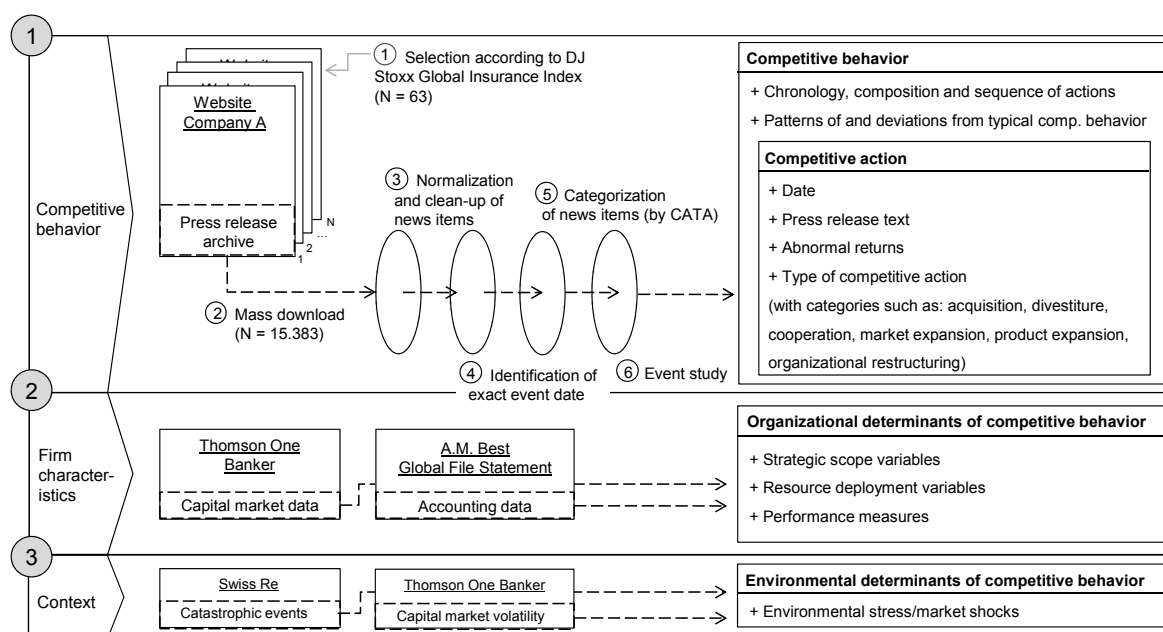 1
Competitive
behavior
Website
Website
Website
Company A
Press release
archive
1
2
...
N
1 Selection according to DJ
Stoxx Global Insurance Index
(N = 63)
2 Mass download
(N = 15.383)
3 Normalization
and clean-up of
news items
4 Identification of
exact event date
5 Categorization
of news items (by CATA)
6 Event study
Competitive behavior
+ Chronology, composition and sequence of actions
+ Patterns of and deviations from typical comp. behavior
Competitive action
+ Date
+ Press release text
+ Abnormal returns
+ Type of competitive action
(with categories such as: acquisition, divestiture,
cooperation, market expansion, product expansion,
organizational restructuring)
2
Firm
character-
istics
Thomson One
Banker
Capital market data
A.M. Best
Global File Statement
Accounting data
Organizational determinants of competitive behavior
+ Strategic scope variables
+ Resource deployment variables
+ Performance measures
3
Context
Swiss Re
Catastrophic events
Thomson One Banker
Capital market volatility
Environmental determinants of competitive behavior
+ Environmental stress/market shocks